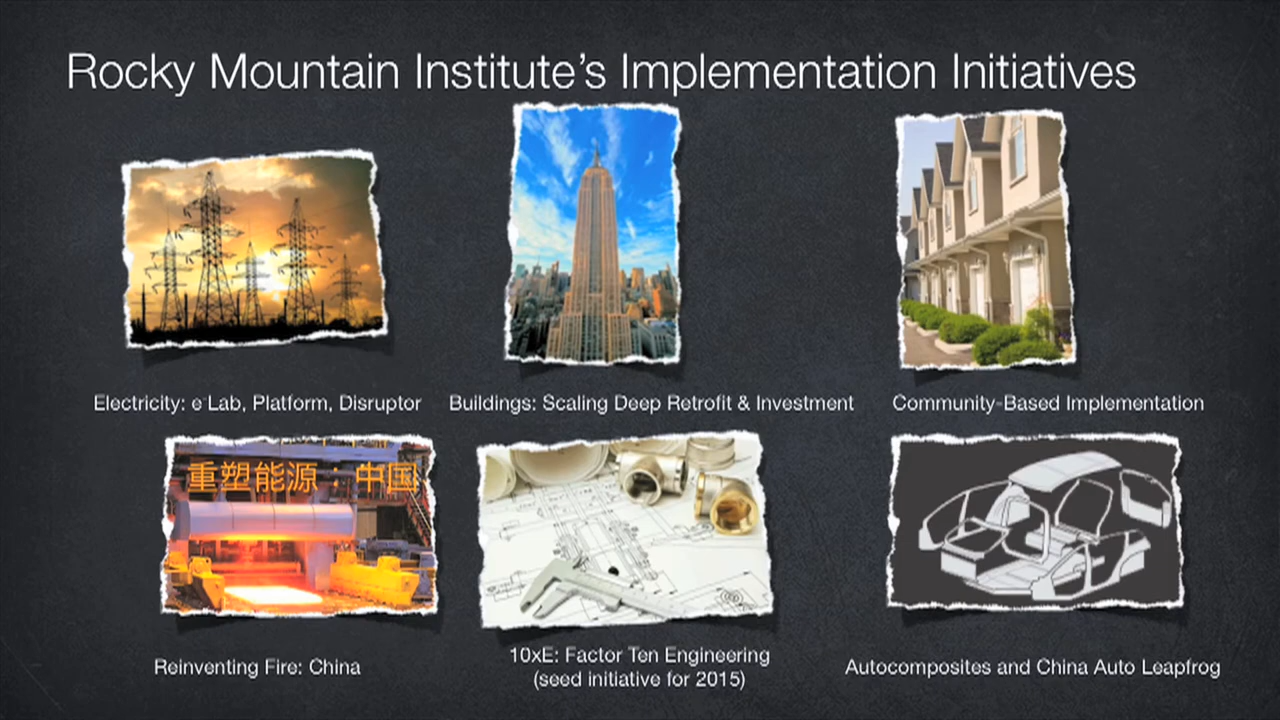 Rocky Mountain Institute's Implementation Initiatives
Electricity: e-Lab, Platform, Disruptor
Buildings: Scaling Deep Retrofit & Investment
Community-Based Implementation
重塑能源：中国
Reinventing Fire: China
10xE: Factor Ten Engineering
(seed initiative for 2015)
Autocomposites and China Auto Leapfrog